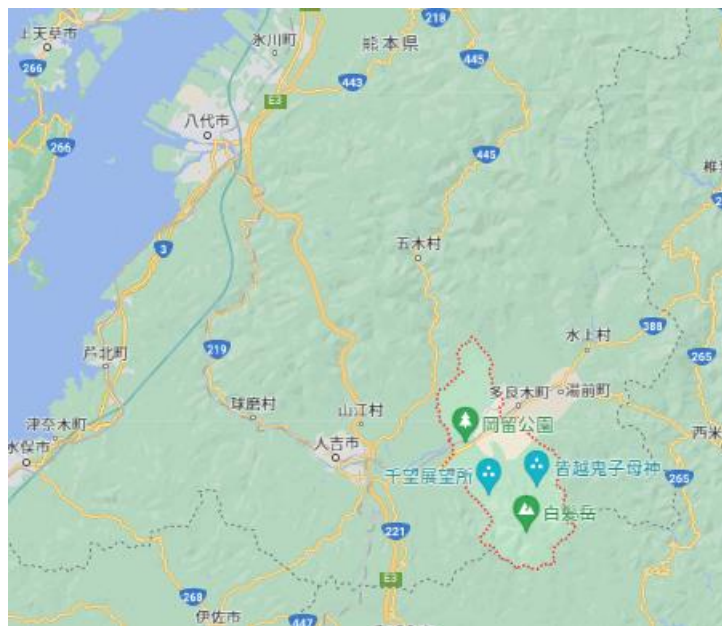 218
上天草市
氷川町
熊本県
445
266
443
E3
八代市
266
445
椎
五木村
3
水上村
388
219
265
芦北町
多良木町
湯前町
球磨村
山江村
岡留公園
津奈木町
人吉市
西米
水俣市
千望展望所
皆越鬼子母神
265
白髪岳
221
E3
268
伊佐市
447